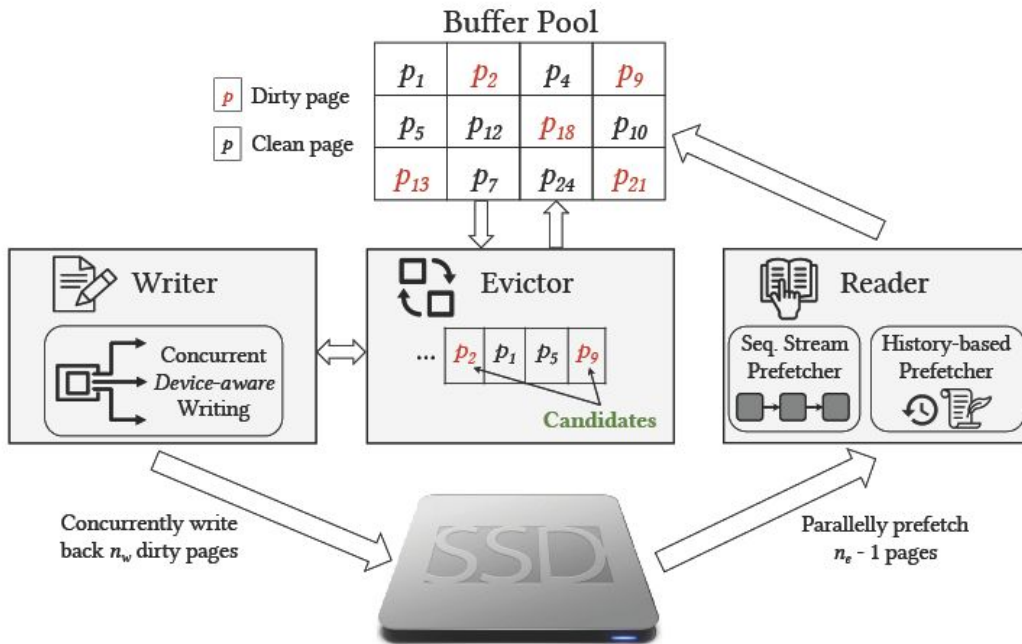 Buffer Pool
p Dirty page
p Clean page
p1 p2 p4 p9
p5 p12 p18 p10
p13 p7 p24 p21
Writer
Concurrent
Device-aware
Writing
Evictor
... p2 p1 p5 p9
Candidates
Reader
Seq. Stream
Prefetcher
History-based
Prefetcher
Concurrently write
back nw dirty pages
SSD
Parallelly prefetch
ne - 1 pages